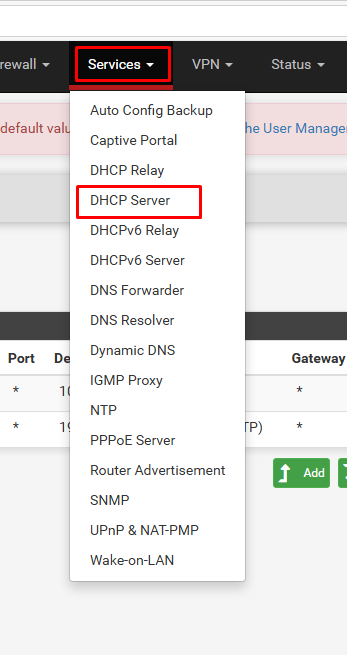 rewall Services VPN Status
default valu he User Manager
Auto Config Backup
Captive Portal
DHCP Relay
DHCP Server
DHCPv6 Relay
DHCPv6 Server
DNS Forwarder
DNS Resolver
Dynamic DNS
IGMP Proxy
NTP
PPPoE Server
Router Advertisement
SNMP
UPnP & NAT-PMP
Wake-on-LAN
Port De Gateway
* 10 *
* 19 TP) *
Add